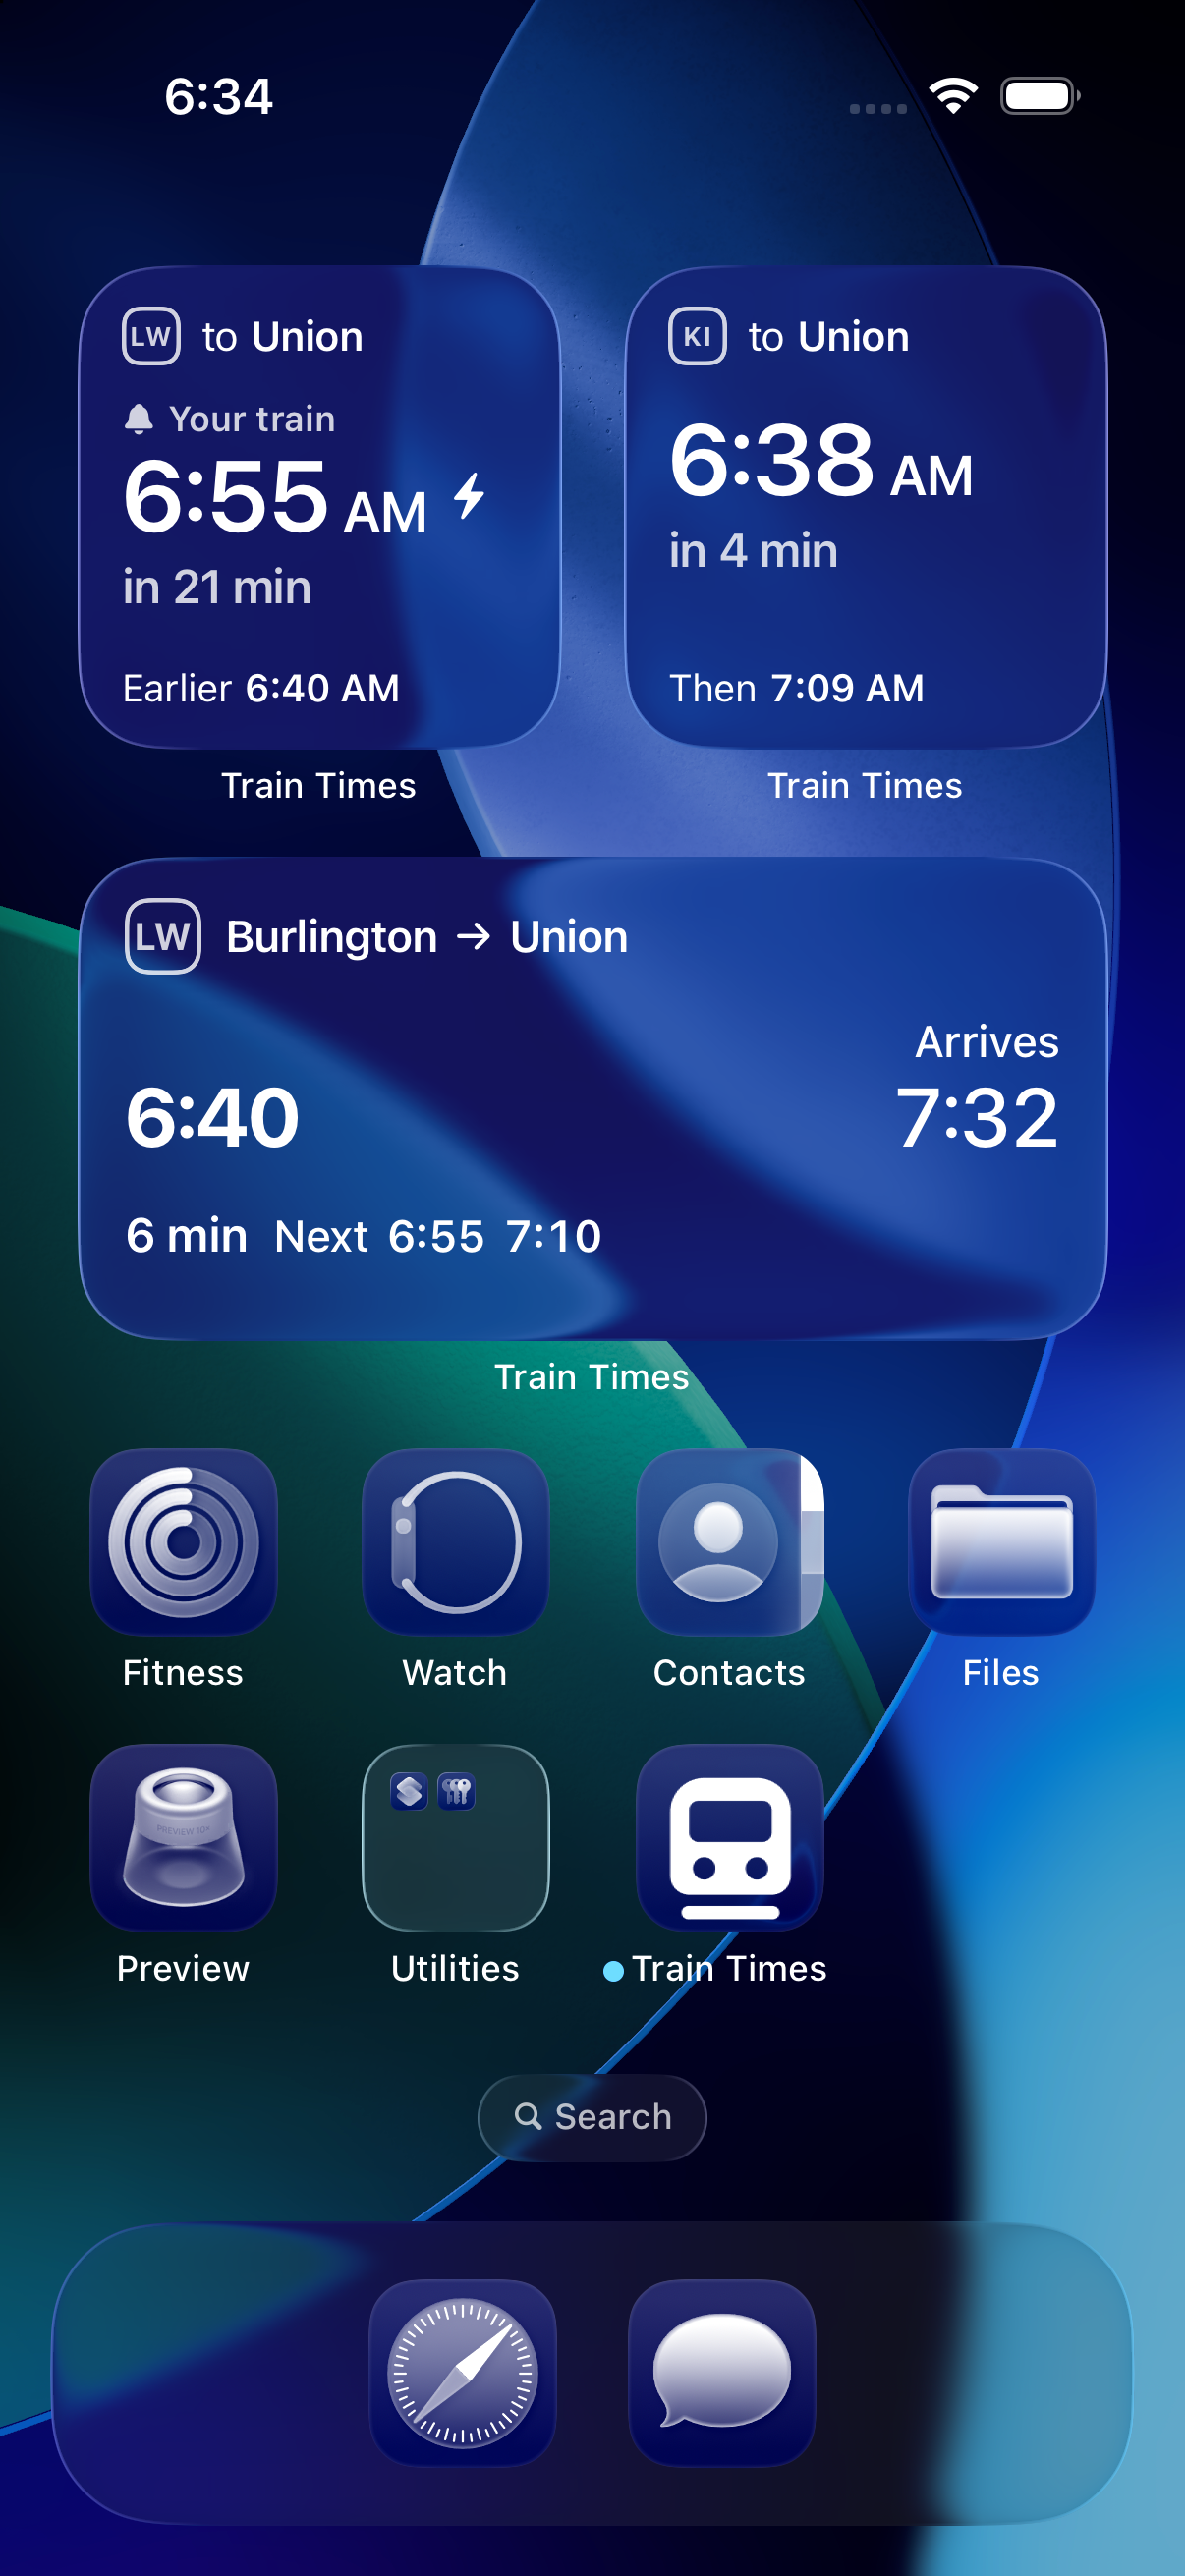 6:34
LW to Union
Your train
6:55 AM
in 21 min
Earlier 6:40 AM
Train Times
KI to Union
6:38 AM
in 4 min
Then 7:09 AM
Train Times
LW Burlington → Union
Arrives
6:40 7:32
6 min Next 6:55 7:10
Train Times
Fitness Watch Contacts Files
PREVIEW 10×
Preview Utilities Train Times
Search